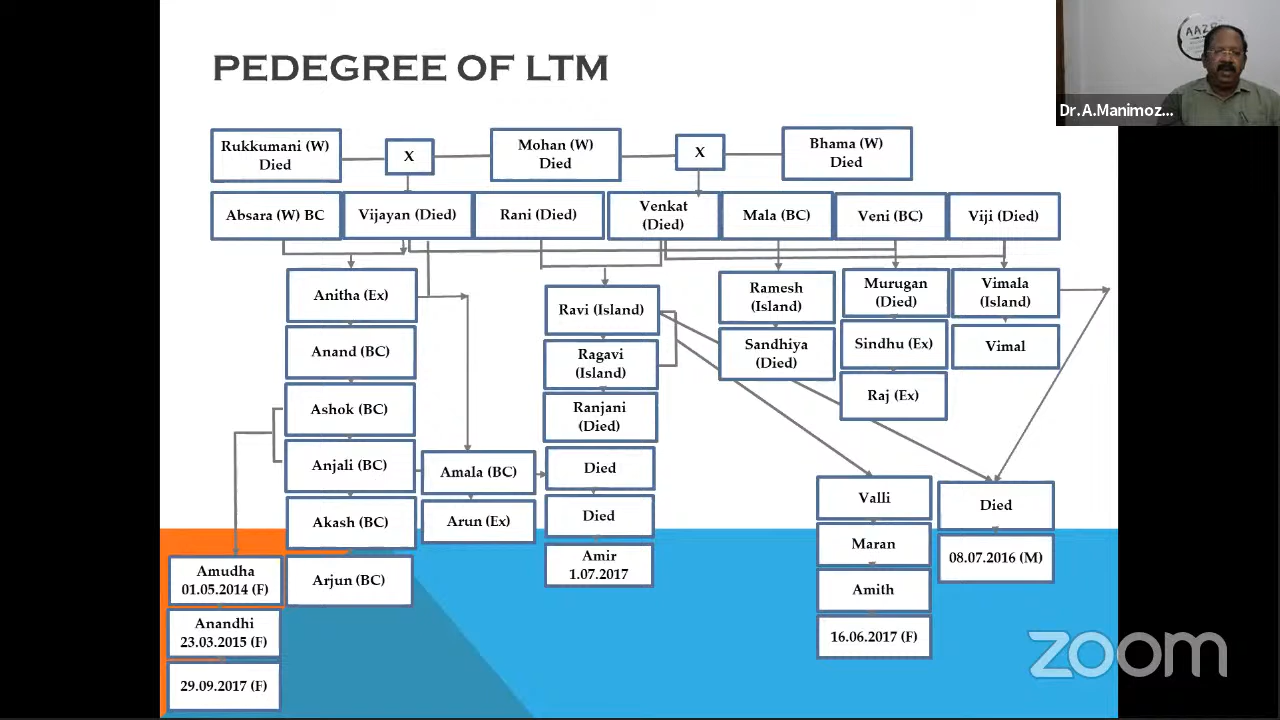 PEDEGREE OF LTM
AAZ
Dr.A.Manimoz...
Rukkumani (W)
Died
X
Mohan (W)
Died
X
Bhama (W)
Died
Absara (W) BC
Vijayan (Died)
Rani (Died)
Venkat
(Died)
Mala (BC)
Veni (BC)
Viji (Died)
Anitha (Ex)
Anand (BC)
Ashok (BC)
Anjali (BC)
Akash (BC)
Arjun (BC)
Amala (BC)
Arun (Ex)
Ravi (Island)
Ragavi
(Island)
Ranjani
(Died)
Died
Died
Amir
1.07.2017
Ramesh
(Island)
Sandhiya
(Died)
Murugan
(Died)
Sindhu (Ex)
Raj (Ex)
Vimala
(Island)
Vimal
Valli
Maran
Amith
16.06.2017 (F)
Died
08.07.2016 (M)
Amudha
01.05.2014 (F)
Anandhi
23.03.2015 (F)
29.09.2017 (F)
zoom